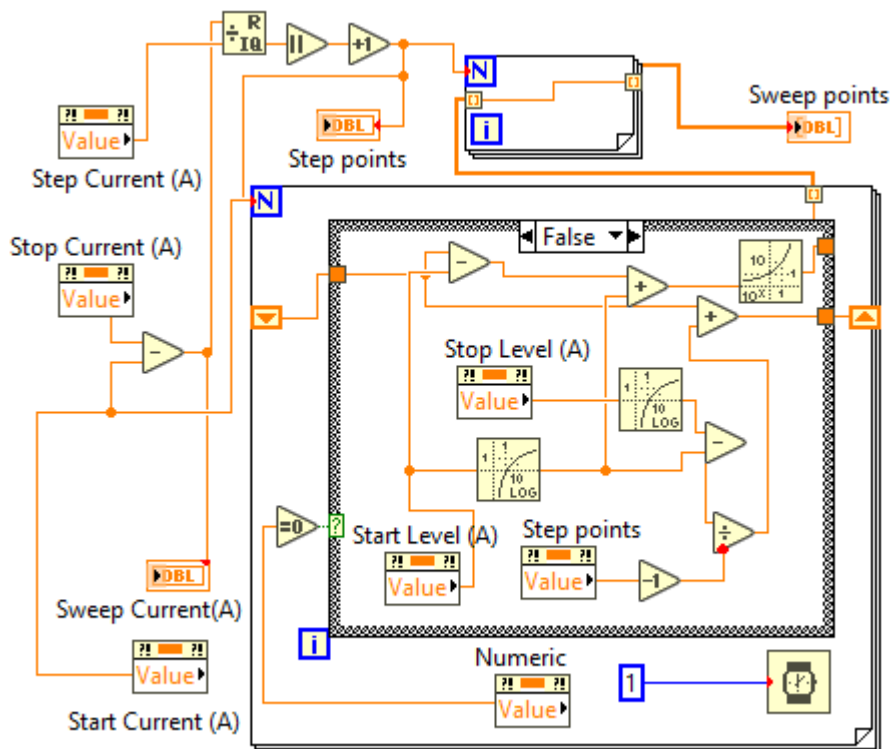 R
÷ IQ
||
+1
N
i
?! ?!
Value
Step Current (A)
DBL
Step points
Sweep points
[DBL]
Stop Current (A)
?! ?!
Value
−
N
False
−
+
10
-1
10ˣ 1
+
Stop Level (A)
?! ?!
Value
1
10
LOG
−
1
10
LOG
=0
?
Start Level (A)
?! ?!
Value
Step points
?! ?!
Value
-1
÷
DBL
Sweep Current(A)
i
?! ?!
Value
Start Current (A)
Numeric
?! ?!
Value
1